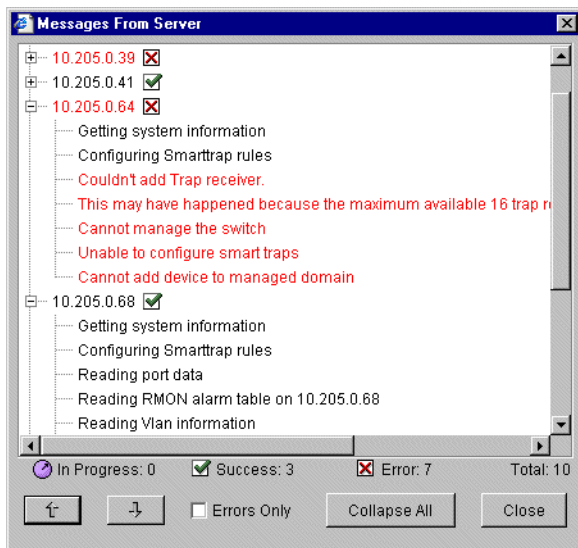 Messages From Server
10.205.0.39
10.205.0.41
10.205.0.64
Getting system information
Configuring Smarttrap rules
Couldn't add Trap receiver.
This may have happened because the maximum available 16 trap
Cannot manage the switch
Unable to configure smart traps
Cannot add device to managed domain
10.205.0.68
Getting system information
Configuring Smarttrap rules
Reading port data
Reading RMON alarm table on 10.205.0.68
Reading Vlan information
In Progress: 0 Success: 3 Error: 7 Total: 10
Errors Only Collapse All Close